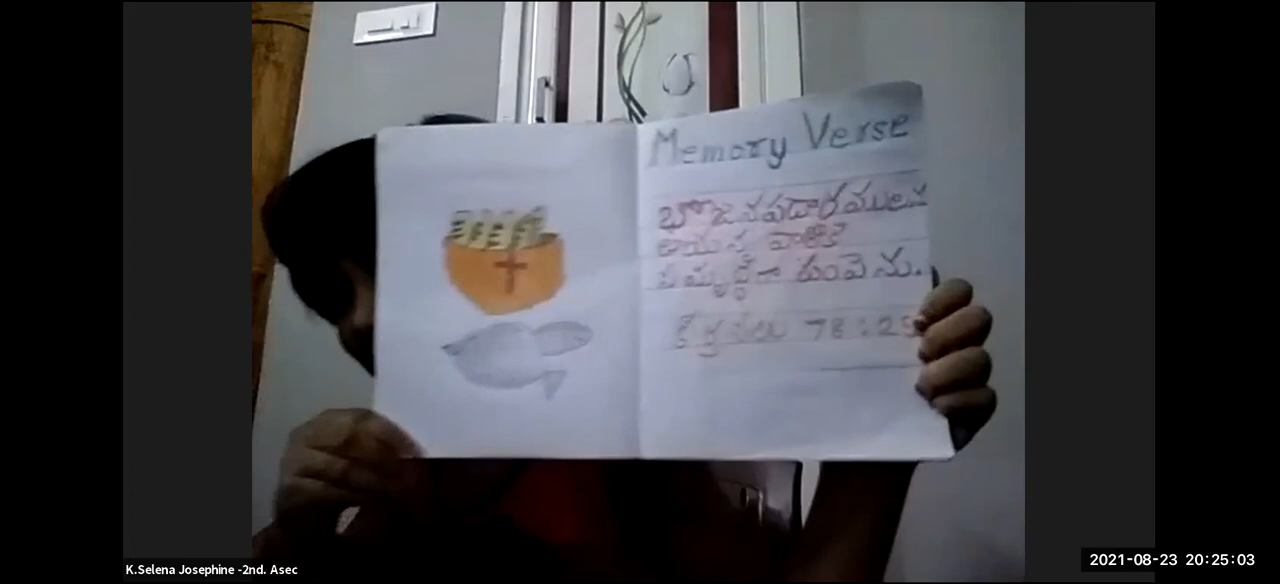 Memory Verse
భోజనపదార్థములను
ఆయన వారికి
సమృద్ధిగా పంపెను.
కీర్తనలు 78:25
K.Selena Josephine -2nd. Asec
2021-08-23 20:25:03